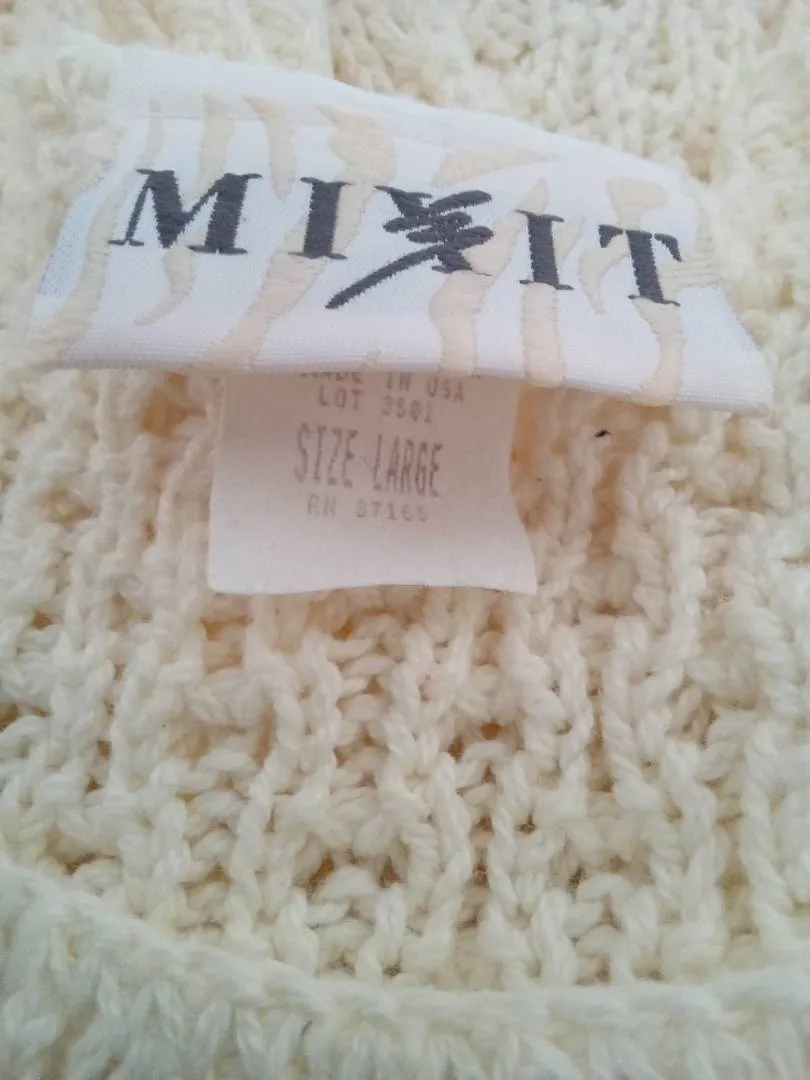 MIXIT
MADE IN USA
LOT 3501
SIZE LARGE
RN 87166